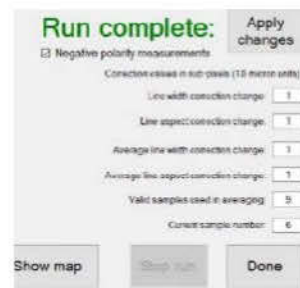 Run complete:
Apply
changes
Negative polarity measurements
Correction values in sub-pixels (10 micron units)
Line width correction change: 1
Line aspect correction change: 1
Average line width correction change: 1
Average line aspect correction change: 1
Valid samples used in averaging: 5
Current sample number: 6
Show map
Stop run
Done